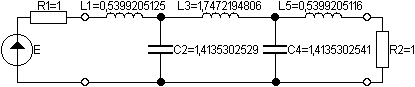 R1=1
L1=0,5399205125
L3=1,7472194806
L5=0,5399205116
E
C2=1,4135302529
C4=1,4135302541
R2=1